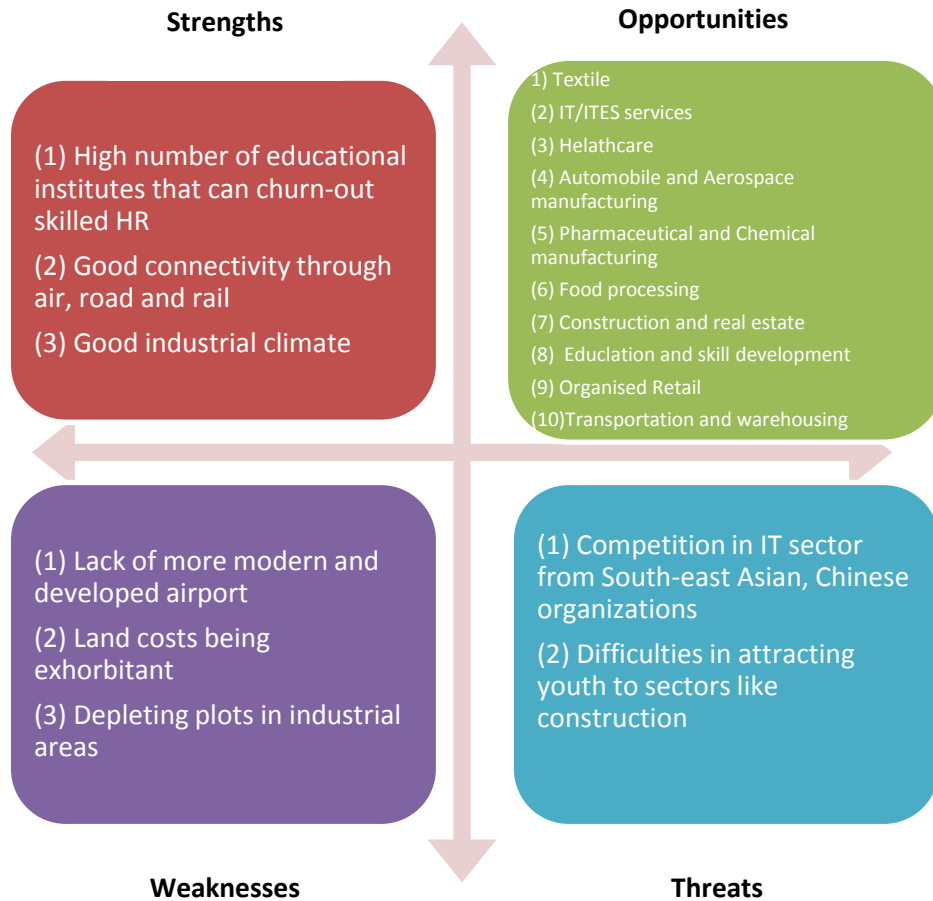 Strengths
(1) High number of educational
institutes that can churn-out
skilled HR
(2) Good connectivity through
air, road and rail
(3) Good industrial climate
Opportunities
1) Textile
(2) IT/ITES services
(3) Helathcare
(4) Automobile and Aerospace
manufacturing
(5) Pharmaceutical and Chemical
manufacturing
(6) Food processing
(7) Construction and real estate
(8) Educlation and skill development
(9) Organised Retail
(10)Transportation and warehousing
(1) Lack of more modern and
developed airport
(2) Land costs being
exhorbitant
(3) Depleting plots in industrial
areas
Weaknesses
(1) Competition in IT sector
from South-east Asian, Chinese
organizations
(2) Difficulties in attracting
youth to sectors like
construction
Threats